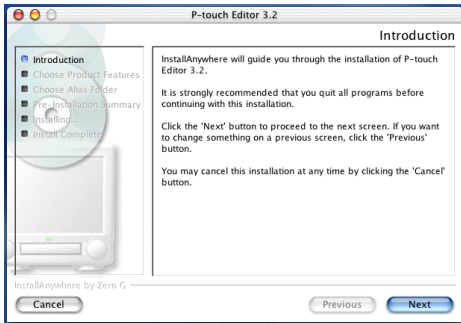 P-touch Editor 3.2
Introduction
Introduction
Choose Product Features
Choose Alias Folder
Pre-Installation Summary
Installing...
Install Complete
InstallAnywhere will guide you through the installation of P-touch
Editor 3.2.
It is strongly recommended that you quit all programs before
continuing with this installation.
Click the 'Next' button to proceed to the next screen. If you want
to change something on a previous screen, click the 'Previous'
button.
You may cancel this installation at any time by clicking the 'Cancel'
button.
InstallAnywhere by Zero G
Cancel
Previous
Next